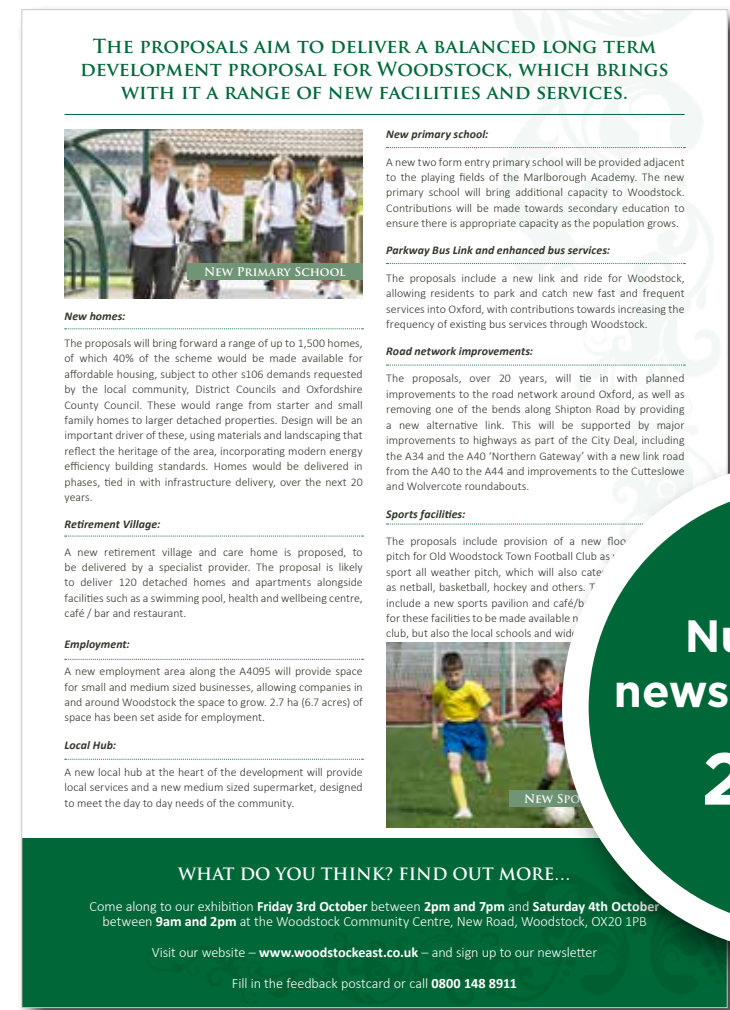 The proposals aim to deliver a balanced long term
development proposal for Woodstock, which brings
with it a range of new facilities and services.
New Primary School
New homes:
The proposals will bring forward a range of up to 1,500 homes,
of which 40% of the scheme would be made available for
affordable housing, subject to other s106 demands requested
by the local community, District Councils and Oxfordshire
County Council. These would range from starter and small
family homes to larger detached properties. Design will be an
important driver of these, using materials and landscaping that
reflect the heritage of the area, incorporating modern energy
efficiency building standards. Homes would be delivered in
phases, tied in with infrastructure delivery, over the next 20
years.
Retirement Village:
A new retirement village and care home is proposed, to
be delivered by a specialist provider. The proposal is likely
to deliver 120 detached homes and apartments alongside
facilities such as a swimming pool, health and wellbeing centre,
café / bar and restaurant.
Employment:
A new employment area along the A4095 will provide space
for small and medium sized businesses, allowing companies in
and around Woodstock the space to grow. 2.7 ha (6.7 acres) of
space has been set aside for employment.
Local Hub:
A new local hub at the heart of the development will provide
local services and a new medium sized supermarket, designed
to meet the day to day needs of the community.
New primary school:
A new two form entry primary school will be provided adjacent
to the playing fields of the Marlborough Academy. The new
primary school will bring additional capacity to Woodstock.
Contributions will be made towards secondary education to
ensure there is appropriate capacity as the population grows.
Parkway Bus Link and enhanced bus services:
The proposals include a new link and ride for Woodstock,
allowing residents to park and catch new fast and frequent
services into Oxford, with contributions towards increasing the
frequency of existing bus services through Woodstock.
Road network improvements:
The proposals, over 20 years, will tie in with planned
improvements to the road network around Oxford, as well as
removing one of the bends along Shipton Road by providing
a new alternative link. This will be supported by major
improvements to highways as part of the City Deal, including
the A34 and the A40 ‘Northern Gateway’ with a new link road
from the A40 to the A44 and improvements to the Cutteslowe
and Wolvercote roundabouts.
Sports facilities:
The proposals include provision of a new
pitch for Old Woodstock Town Football Club as
sport all weather pitch, which will also
as netball, basketball, hockey and others.
include a new sports pavilion and
for these facilities to be made available
club, but also the local schools and
New
WHAT DO YOU THINK? FIND OUT MORE...
Come along to our exhibition Friday 3rd October between 2pm and 7pm and Saturday 4th October
between 9am and 2pm at the Woodstock Community Centre, New Road, Woodstock, OX20 1PB
Visit our website – www.woodstockeast.co.uk – and sign up to our newsletter
Fill in the feedback postcard or call 0800 148 8911